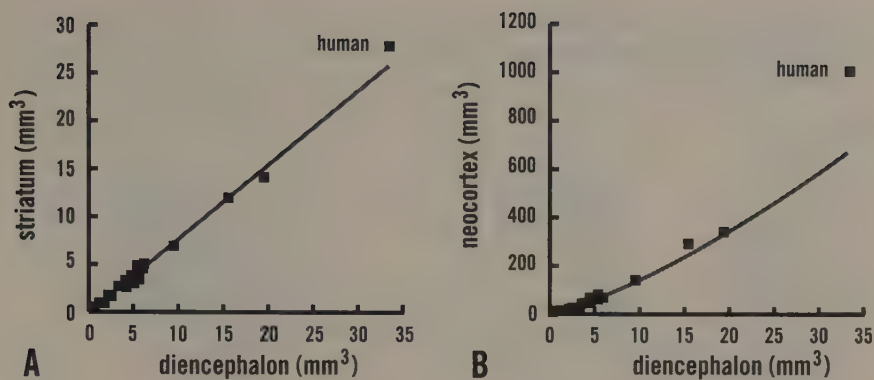 30
25
20
15
10
5
0
striatum (mm³)
human
0 5 10 15 20 25 30 35
diencephalon (mm³)
A
1200
1000
800
600
400
200
0
neocortex (mm³)
human
0 5 10 15 20 25 30 35
diencephalon (mm³)
B